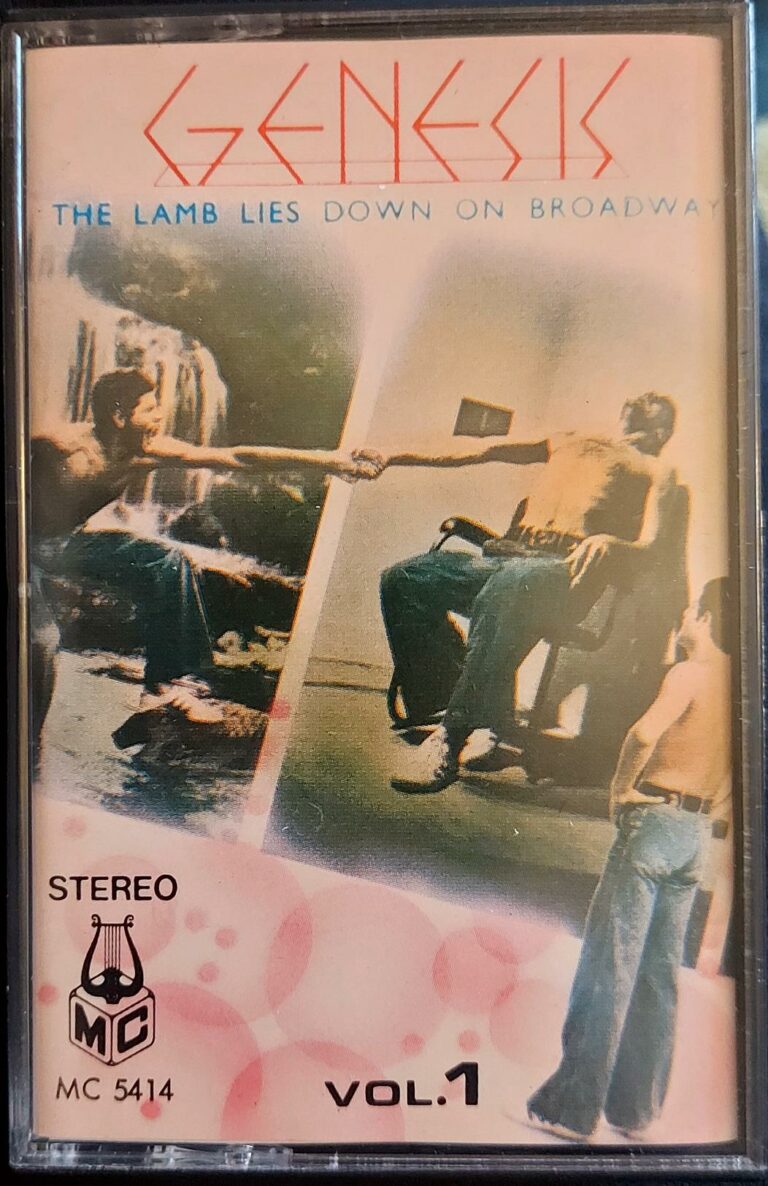 GENESIS
THE LAMB LIES DOWN ON BROADWAY
STEREO
MC
MC 5414
VOL.1